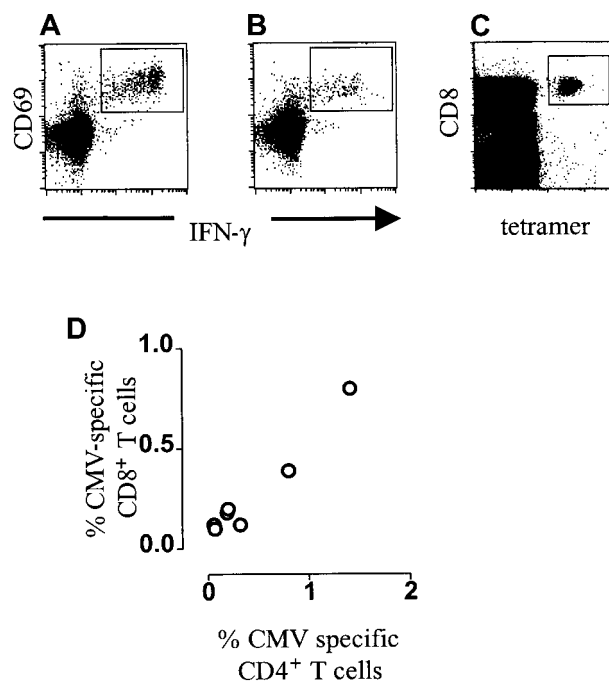 A
B
C
CD69
CD8
IFN-γ
tetramer
D
% CMV-specific
CD8⁺ T cells
1.0
0.5
0.0
0 1 2
% CMV specific
CD4⁺ T cells